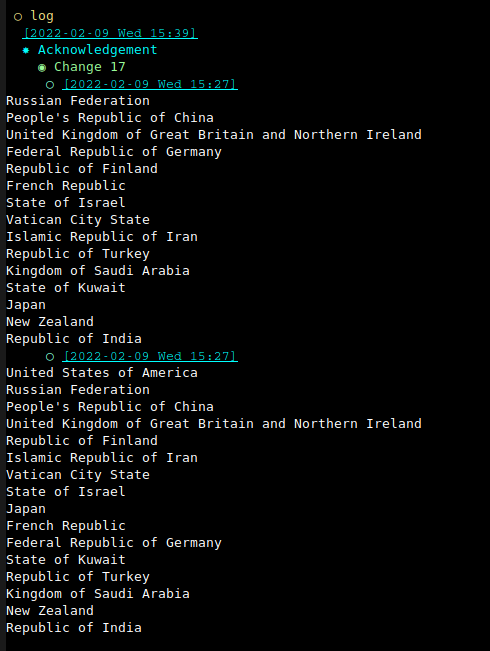 log
[2022-02-09 Wed 15:39]
Acknowledgement
Change 17
[2022-02-09 Wed 15:27]
Russian Federation
People's Republic of China
United Kingdom of Great Britain and Northern Ireland
Federal Republic of Germany
Republic of Finland
French Republic
State of Israel
Vatican City State
Islamic Republic of Iran
Republic of Turkey
Kingdom of Saudi Arabia
State of Kuwait
Japan
New Zealand
Republic of India
[2022-02-09 Wed 15:27]
United States of America
Russian Federation
People's Republic of China
United Kingdom of Great Britain and Northern Ireland
Republic of Finland
Islamic Republic of Iran
Vatican City State
State of Israel
Japan
French Republic
Federal Republic of Germany
State of Kuwait
Republic of Turkey
Kingdom of Saudi Arabia
New Zealand
Republic of India